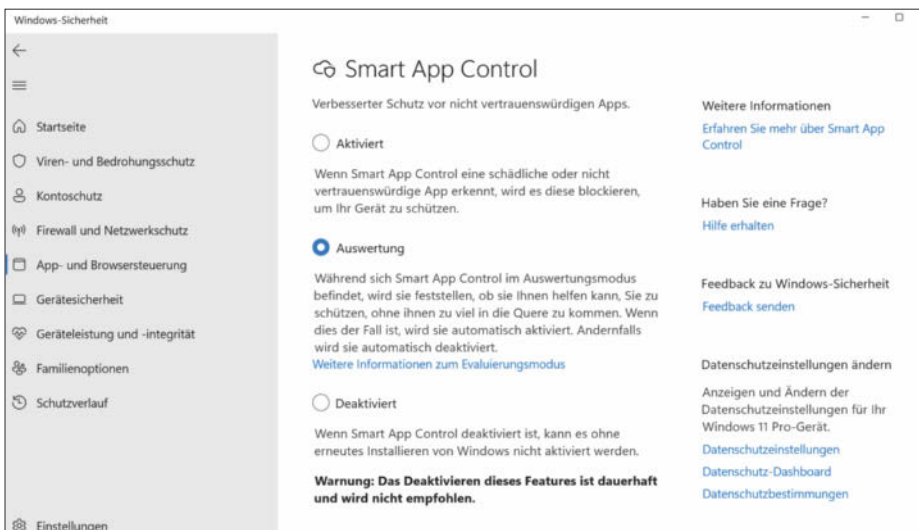 Windows-Sicherheit
Startseite
Viren- und Bedrohungsschutz
Kontoschutz
Firewall und Netzwerkschutz
App- und Browsersteuerung
Gerätesicherheit
Geräteleistung und -integrität
Familienoptionen
Schutzverlauf
Einstellungen
Smart App Control
Verbesserter Schutz vor nicht vertrauenswürdigen Apps.
Aktiviert
Wenn Smart App Control eine schädliche oder nicht
vertrauenswürdige App erkennt, wird es diese blockieren,
um Ihr Gerät zu schützen.
Auswertung
Während sich Smart App Control im Auswertungsmodus
befindet, wird sie feststellen, ob sie Ihnen helfen kann, Sie zu
schützen, ohne ihnen zu viel in die Quere zu kommen. Wenn
dies der Fall ist, wird sie automatisch aktiviert. Andernfalls
wird sie automatisch deaktiviert.
Weitere Informationen zum Evaluierungsmodus
Deaktiviert
Wenn Smart App Control deaktiviert ist, kann es ohne
erneutes Installieren von Windows nicht aktiviert werden.
Warnung: Das Deaktivieren dieses Features ist dauerhaft
und wird nicht empfohlen.
Weitere Informationen
Erfahren Sie mehr über Smart App
Control
Haben Sie eine Frage?
Hilfe erhalten
Feedback zu Windows-Sicherheit
Feedback senden
Datenschutzeinstellungen ändern
Anzeigen und Ändern der
Datenschutzeinstellungen für Ihr
Windows 11 Pro-Gerät.
Datenschutzeinstellungen
Datenschutz-Dashboard
Datenschutzbestimmungen